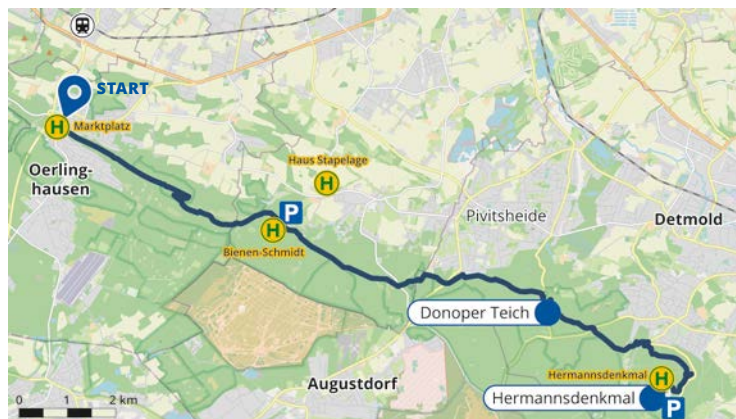 START
H
Marktplatz
Oerling-
hausen
Haus Stapelage
H
P
H
Bienen-Schmidt
Pivitsheide
Detmold
Donoper Teich
Augustdorf
Hermannsdenkmal
H
Hermannsdenkmal
P
0 1 2 km